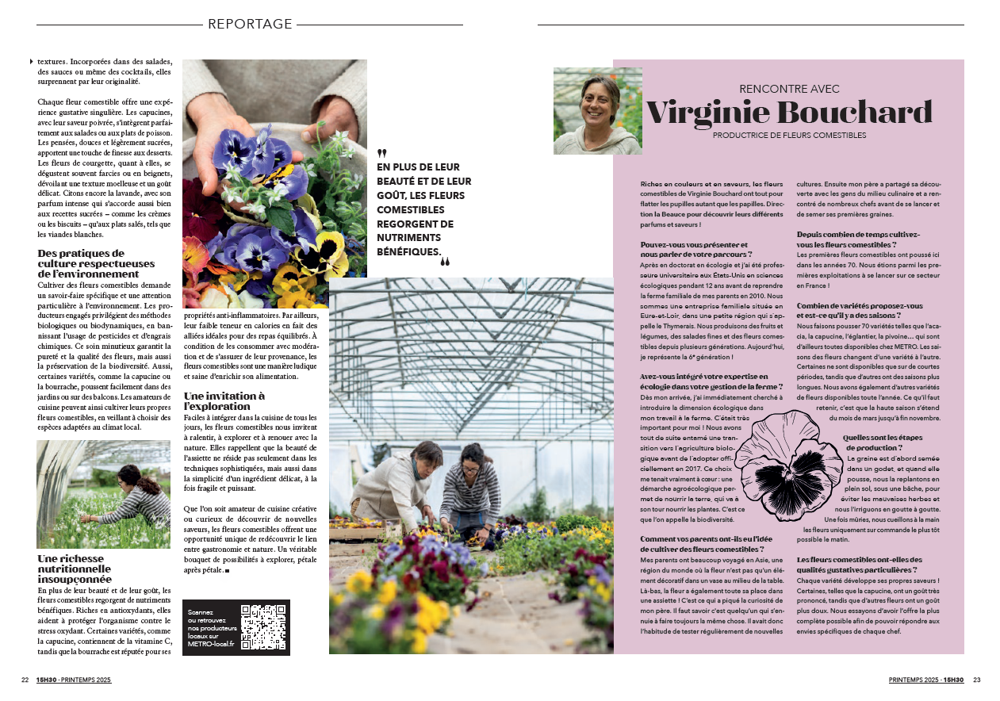 REPORTAGE
textures. Incorporées dans des salades,
des sauces ou même des cocktails, elles
surprennent par leur originalité.
Chaque fleur comestible offre une expé-
rience gustative singulière. Les capucines,
avec leur saveur poivrée, s'intègrent parfai-
tement aux salades ou aux plats de poisson.
Les pensées, douces et légèrement sucrées,
apportent une touche de finesse aux desserts.
Les fleurs de courgette, quant à elles, se
dégustent souvent farcies ou en beignets,
dévoilant une texture moelleuse et un goût
délicat. Citons encore la lavande, avec son
parfum intense qui s'accorde aussi bien
aux recettes sucrées – comme les crèmes
ou les biscuits – qu'aux plats salés, tels que
les viandes blanches.
Des pratiques de
culture respectueuses
de l'environnement
Cultiver des fleurs comestibles demande
un savoir-faire spécifique et une attention
particulière à l'environnement. Les pro-
ducteurs engagés privilégient des méthodes
biologiques ou biodynamiques, en ban-
nissant l'usage de pesticides et d'engrais
chimiques. Ce soin minutieux garantit la
pureté et la qualité des fleurs, mais aussi
la préservation de la biodiversité. Aussi,
certaines variétés, comme la capucine ou
la bourrache, poussent facilement dans des
jardins ou sur des balcons. Les amateurs de
cuisine peuvent ainsi cultiver leurs propres
fleurs comestibles, en veillant à choisir des
espèces adaptées au climat local.
Une richesse
nutritionnelle
insoupçonnée
En plus de leur beauté et de leur goût, les
fleurs comestibles regorgent de nutriments
bénéfiques. Riches en antioxydants, elles
aident à protéger l'organisme contre le
stress oxydant. Certaines variétés, comme
la capucine, contiennent de la vitamine C,
tandis que la bourrache est réputée pour ses
propriétés anti-inflammatoires. Par ailleurs,
leur faible teneur en calories en fait des
alliées idéales pour des repas équilibrés. À
condition de les consommer avec modéra-
tion et de s'assurer de leur provenance, les
fleurs comestibles sont une manière ludique
et saine d'enrichir son alimentation.
Une invitation à
l'exploration
Faciles à intégrer dans la cuisine de tous les
jours, les fleurs comestibles nous invitent
à ralentir, à explorer et à renouer avec la
nature. Elles rappellent que la beauté de
l'assiette ne réside pas seulement dans les
techniques sophistiquées, mais aussi dans
la simplicité d'un ingrédient délicat, à la
fois fragile et puissant.
Que l'on soit amateur de cuisine créative
ou curieux de découvrir de nouvelles
saveurs, les fleurs comestibles offrent une
opportunité unique de redécouvrir le lien
entre gastronomie et nature. Un véritable
bouquet de possibilités à explorer, pétale
après pétale.
Scannez
ou retrouvez
nos producteurs
locaux sur
METRO-local.fr
"
EN PLUS DE LEUR
BEAUTÉ ET DE LEUR
GOÛT, LES FLEURS
COMESTIBLES
REGORGENT DE
NUTRIMENTS
BÉNÉFIQUES.
"
RENCONTRE AVEC
Virginie Bouchard
PRODUCTRICE DE FLEURS COMESTIBLES
Riches en couleurs et en saveurs, les fleurs
comestibles de Virginie Bouchard ont tout pour
flatter les pupilles autant que les papilles. Direc-
tion la Beauce pour découvrir leurs différents
parfums et saveurs !
Pouvez-vous vous présenter et
nous parler de votre parcours ?
Après en doctorat en écologie et j'ai été profes-
seure universitaire aux États-Unis en sciences
écologiques pendant 12 ans avant de reprendre
la ferme familiale de mes parents en 2010. Nous
sommes une entreprise familiale située en
Eure-et-Loir, dans une petite région qui s'ap-
pelle le Thymerais. Nous produisons des fruits et
légumes, des salades fines et des fleurs comes-
tibles depuis plusieurs générations. Aujourd'hui,
je représente la 6e génération !
Avez-vous intégré votre expertise en
écologie dans votre gestion de la ferme ?
Dès mon arrivée, j'ai immédiatement cherché à
introduire la dimension écologique dans
mon travail à la ferme. C'était très
important pour moi ! Nous avons
tout de suite entamé une tran-
sition vers l'agriculture biolo-
gique avant de l'adopter offi-
ciellement en 2017. Ce choix
me tenait vraiment à cœur : une
démarche agroécologique per-
met de nourrir la terre, qui va à
son tour nourrir les plantes. C'est ce
que l'on appelle la biodiversité.
Comment vos parents ont-ils eu l'idée
de cultiver des fleurs comestibles ?
Mes parents ont beaucoup voyagé en Asie, une
région du monde où la fleur n'est pas qu'un élé-
ment décoratif dans un vase au milieu de la table.
Là-bas, la fleur a également toute sa place dans
une assiette ! C'est ce qui a piqué la curiosité de
mon père. Il faut savoir c'est quelqu'un qui s'en-
nuie à faire toujours la même chose. Il avait donc
l'habitude de tester régulièrement de nouvelles
cultures. Ensuite mon père a partagé sa décou-
verte avec les gens du milieu culinaire et a ren-
contré de nombreux chefs avant de se lancer et
de semer ses premières graines.
Depuis combien de temps cultivez-
vous les fleurs comestibles ?
Les premières fleurs comestibles ont poussé ici
dans les années 70. Nous étions parmi les pre-
mières exploitations à se lancer sur ce secteur
en France !
Combien de variétés proposez-vous
et est-ce qu'il y a des saisons ?
Nous faisons pousser 70 variétés telles que l'aca-
cia, la capucine, l'églantier, la pivoine... qui sont
d'ailleurs toutes disponibles chez METRO. Les sai-
sons des fleurs changent d'une variété à l'autre.
Certaines ne sont disponibles que sur de courtes
périodes, tandis que d'autres ont des saisons plus
longues. Nous avons également d'autres variétés
de fleurs disponibles toute l'année. Ce qu'il faut
retenir, c'est que la haute saison s'étend
du mois de mars jusqu'à fin novembre.
Quelles sont les étapes
de production ?
La graine est d'abord semée
dans un godet, et quand elle
pousse, nous la replantons en
plein sol, sous une bâche, pour
éviter les mauvaises herbes et
nous l'irriguons en goutte à goutte.
Une fois mûries, nous cueillons à la main
les fleurs uniquement sur commande le plus tôt
possible le matin.
Les fleurs comestibles ont-elles des
qualités gustatives particulières ?
Chaque variété développe ses propres saveurs !
Certaines, telles que la capucine, ont un goût très
prononcé, tandis que d'autres fleurs ont un goût
plus doux. Nous essayons d'avoir l'offre la plus
complète possible afin de pouvoir répondre aux
envies spécifiques de chaque chef.
22 15H30 · PRINTEMPS 2025
PRINTEMPS 2025 · 15H30 23